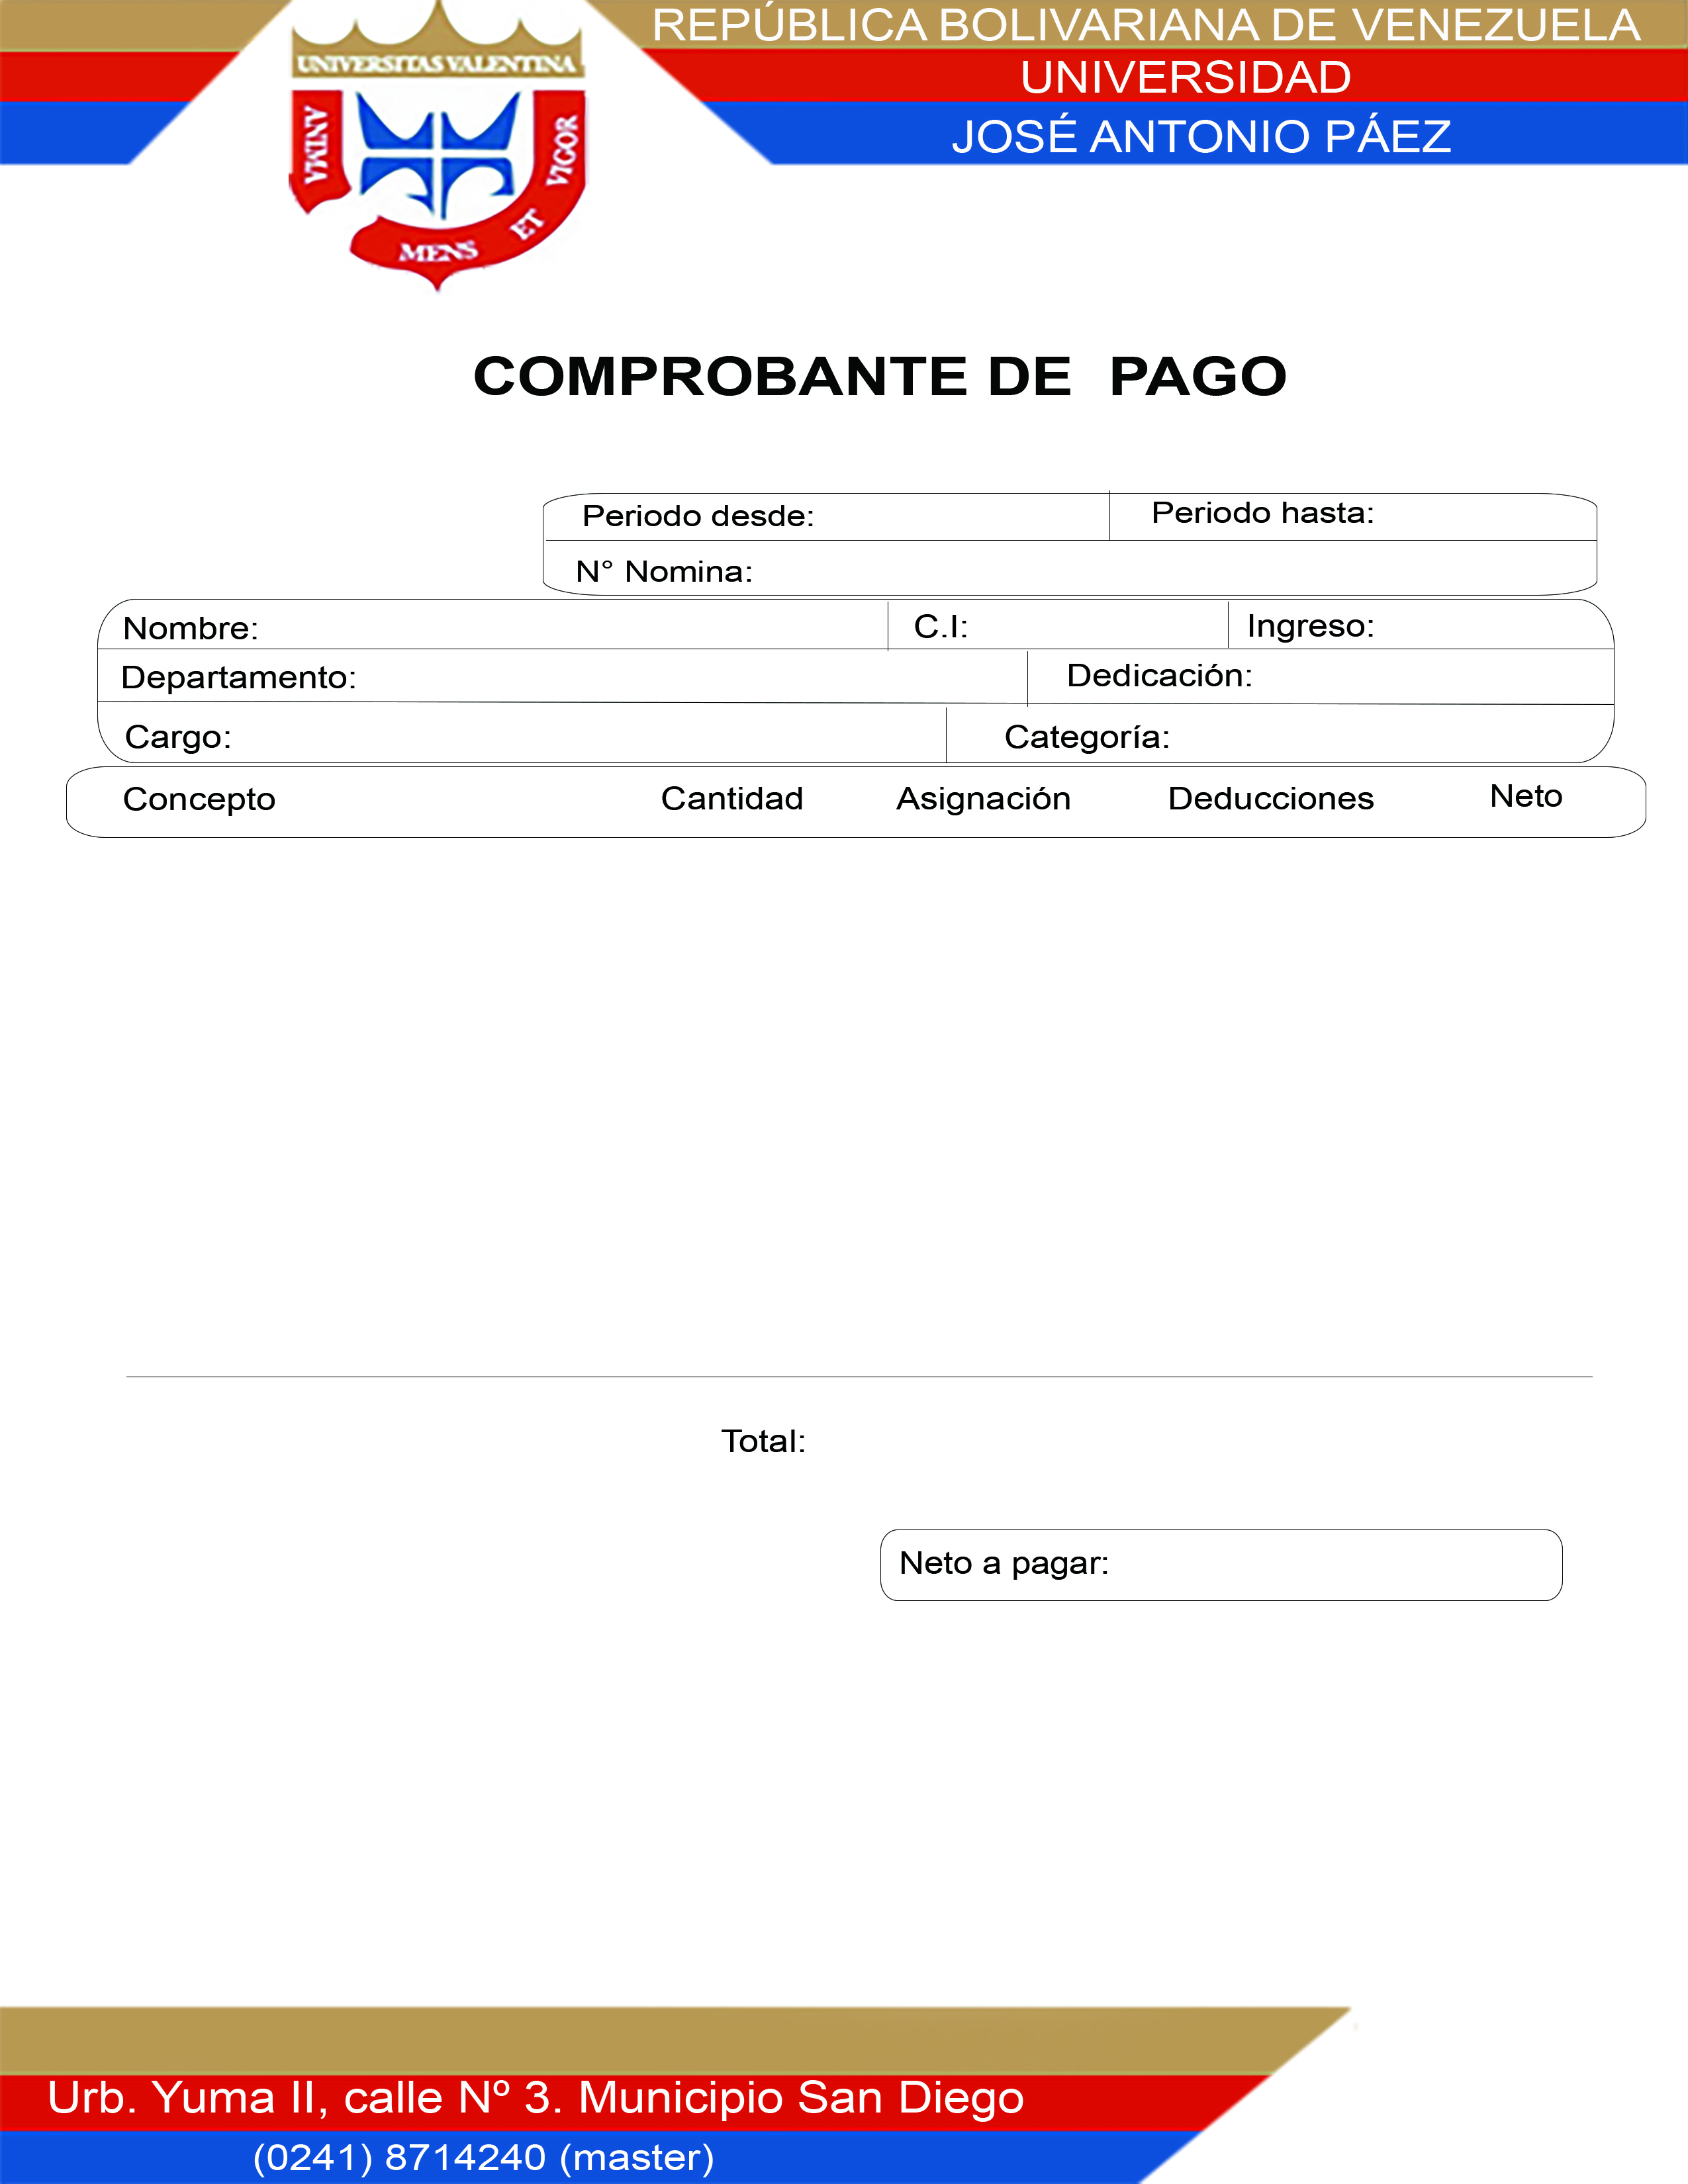 REPÚBLICA BOLIVARIANA DE VENEZUELA
UNIVERSIDAD
JOSÉ ANTONIO PÁEZ
UNIVERSITAS VALENTINA
ANIMA
MENS ET VIGOR
COMPROBANTE DE PAGO
Periodo desde: Periodo hasta:
N° Nomina:
Nombre: C.I: Ingreso:
Departamento: Dedicación:
Cargo: Categoría:
Concepto Cantidad Asignación Deducciones Neto
Total:
Neto a pagar:
Urb. Yuma II, calle Nº 3. Municipio San Diego
(0241) 8714240 (master)